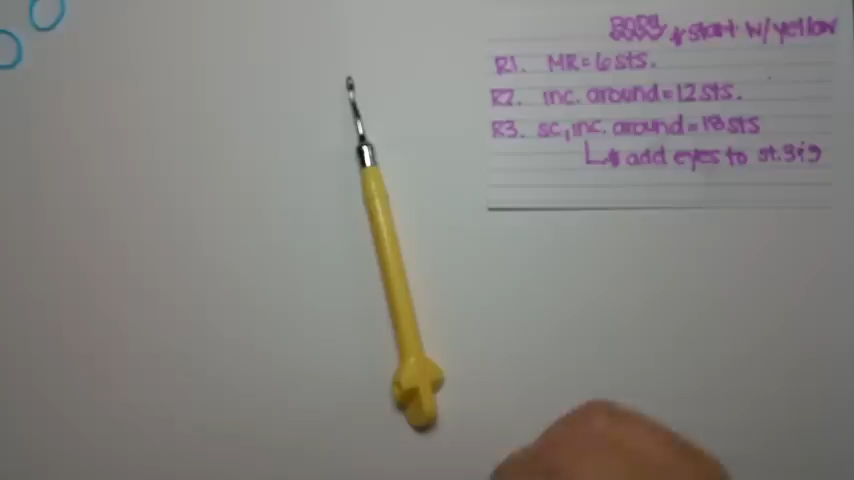 BODY * start w/yellow
R1. MR = 6 sts.
R2. inc. around = 12 sts.
R3. sc, inc. around = 18 sts
add eyes to st. 3 i 9